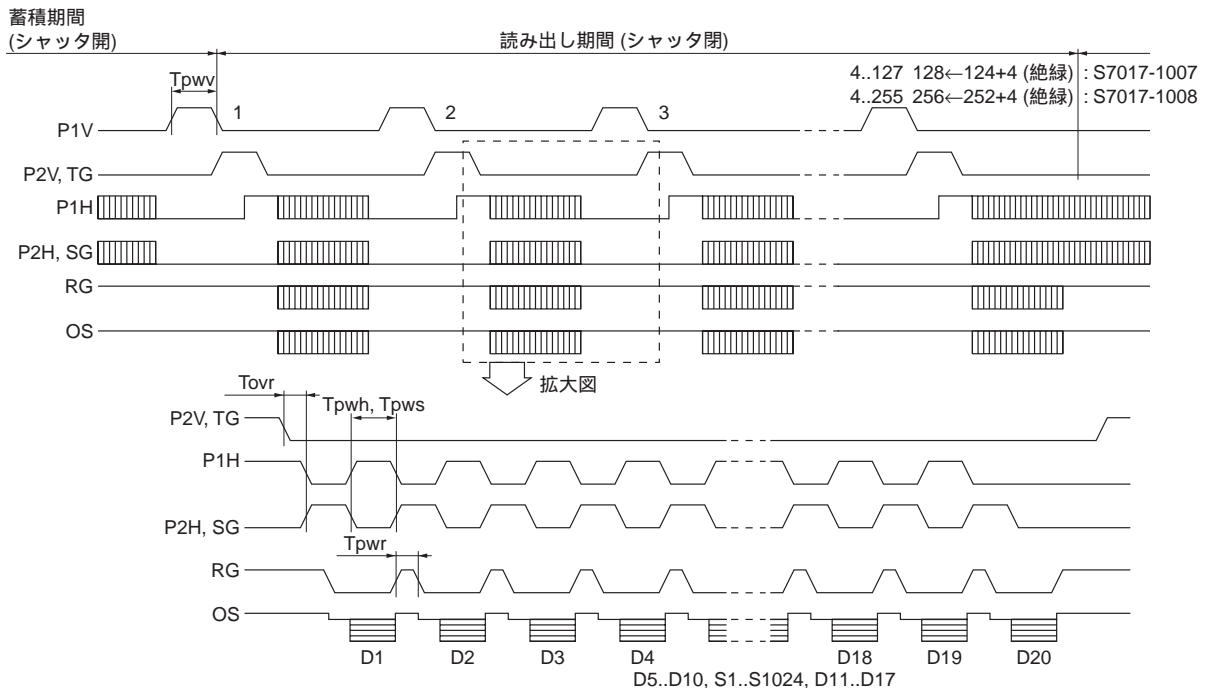 蓄積期間
(シャッタ開)
読み出し期間 (シャッタ閉)
4..127 128←124+4 (絶縁) : S7017-1007
4..255 256←252+4 (絶縁) : S7017-1008
Tpwv
1
2
3
P1V
P2V, TG
P1H
P2H, SG
RG
OS
拡大図
Tovr
Tpwh, Tpws
P2V, TG
P1H
P2H, SG
Tpwr
RG
OS
D1
D2
D3
D4
D18
D19
D20
D5..D10, S1..S1024, D11..D17